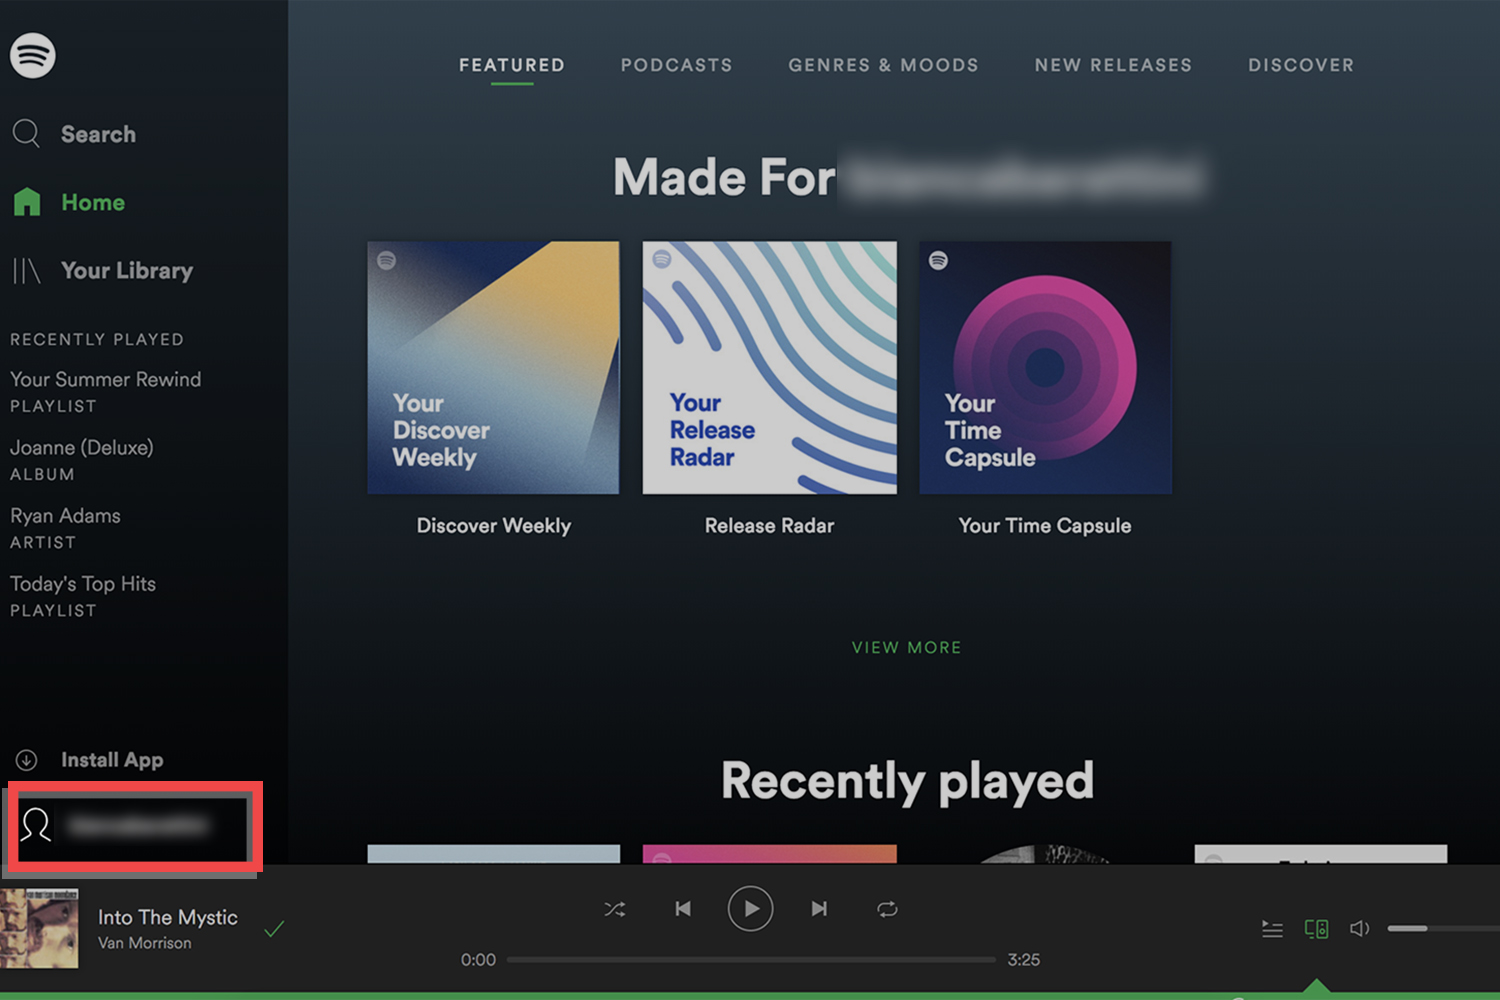 Search
Home
Your Library
RECENTLY PLAYED
Your Summer Rewind
PLAYLIST
Joanne (Deluxe)
ALBUM
Ryan Adams
ARTIST
Today's Top Hits
PLAYLIST
Install App
FEATURED PODCASTS GENRES & MOODS NEW RELEASES DISCOVER
Made For
Your
Discover
Weekly
Discover Weekly
Your
Release
Radar
Release Radar
Your
Time
Capsule
Your Time Capsule
VIEW MORE
Recently played
Into The Mystic
Van Morrison
0:00
3:25